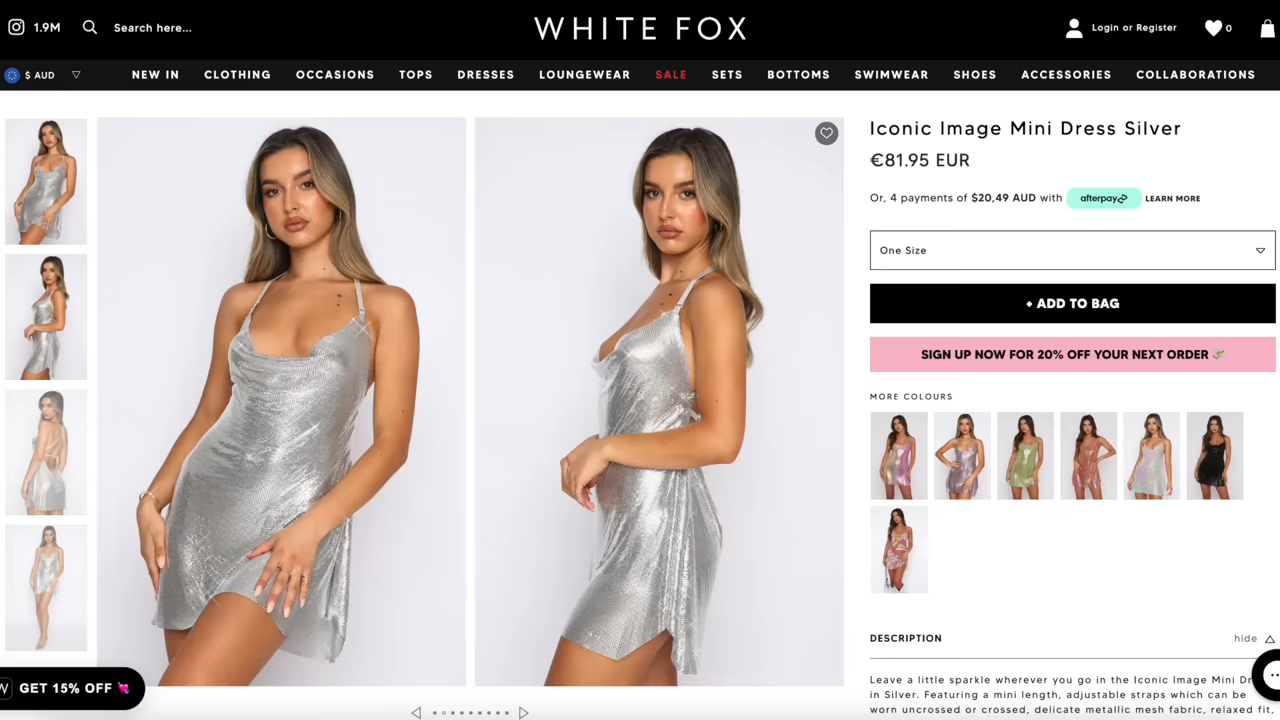 1.9M
Search here...
WHITE FOX
Login or Register
0
$ AUD
NEW IN
CLOTHING
OCCASIONS
TOPS
DRESSES
LOUNGEWEAR
SALE
SETS
BOTTOMS
SWIMWEAR
SHOES
ACCESSORIES
COLLABORATIONS
Iconic Image Mini Dress Silver
€81.95 EUR
Or, 4 payments of $20,49 AUD with afterpay LEARN MORE
One Size
+ ADD TO BAG
SIGN UP NOW FOR 20% OFF YOUR NEXT ORDER 💸
MORE COLOURS
DESCRIPTION
hide
Leave a little sparkle wherever you go in the Iconic Image Mini
in Silver. Featuring a mini length, adjustable straps which can be
worn uncrossed or crossed, delicate metallic mesh fabric, relaxed fit,
W GET 15% OFF 💘